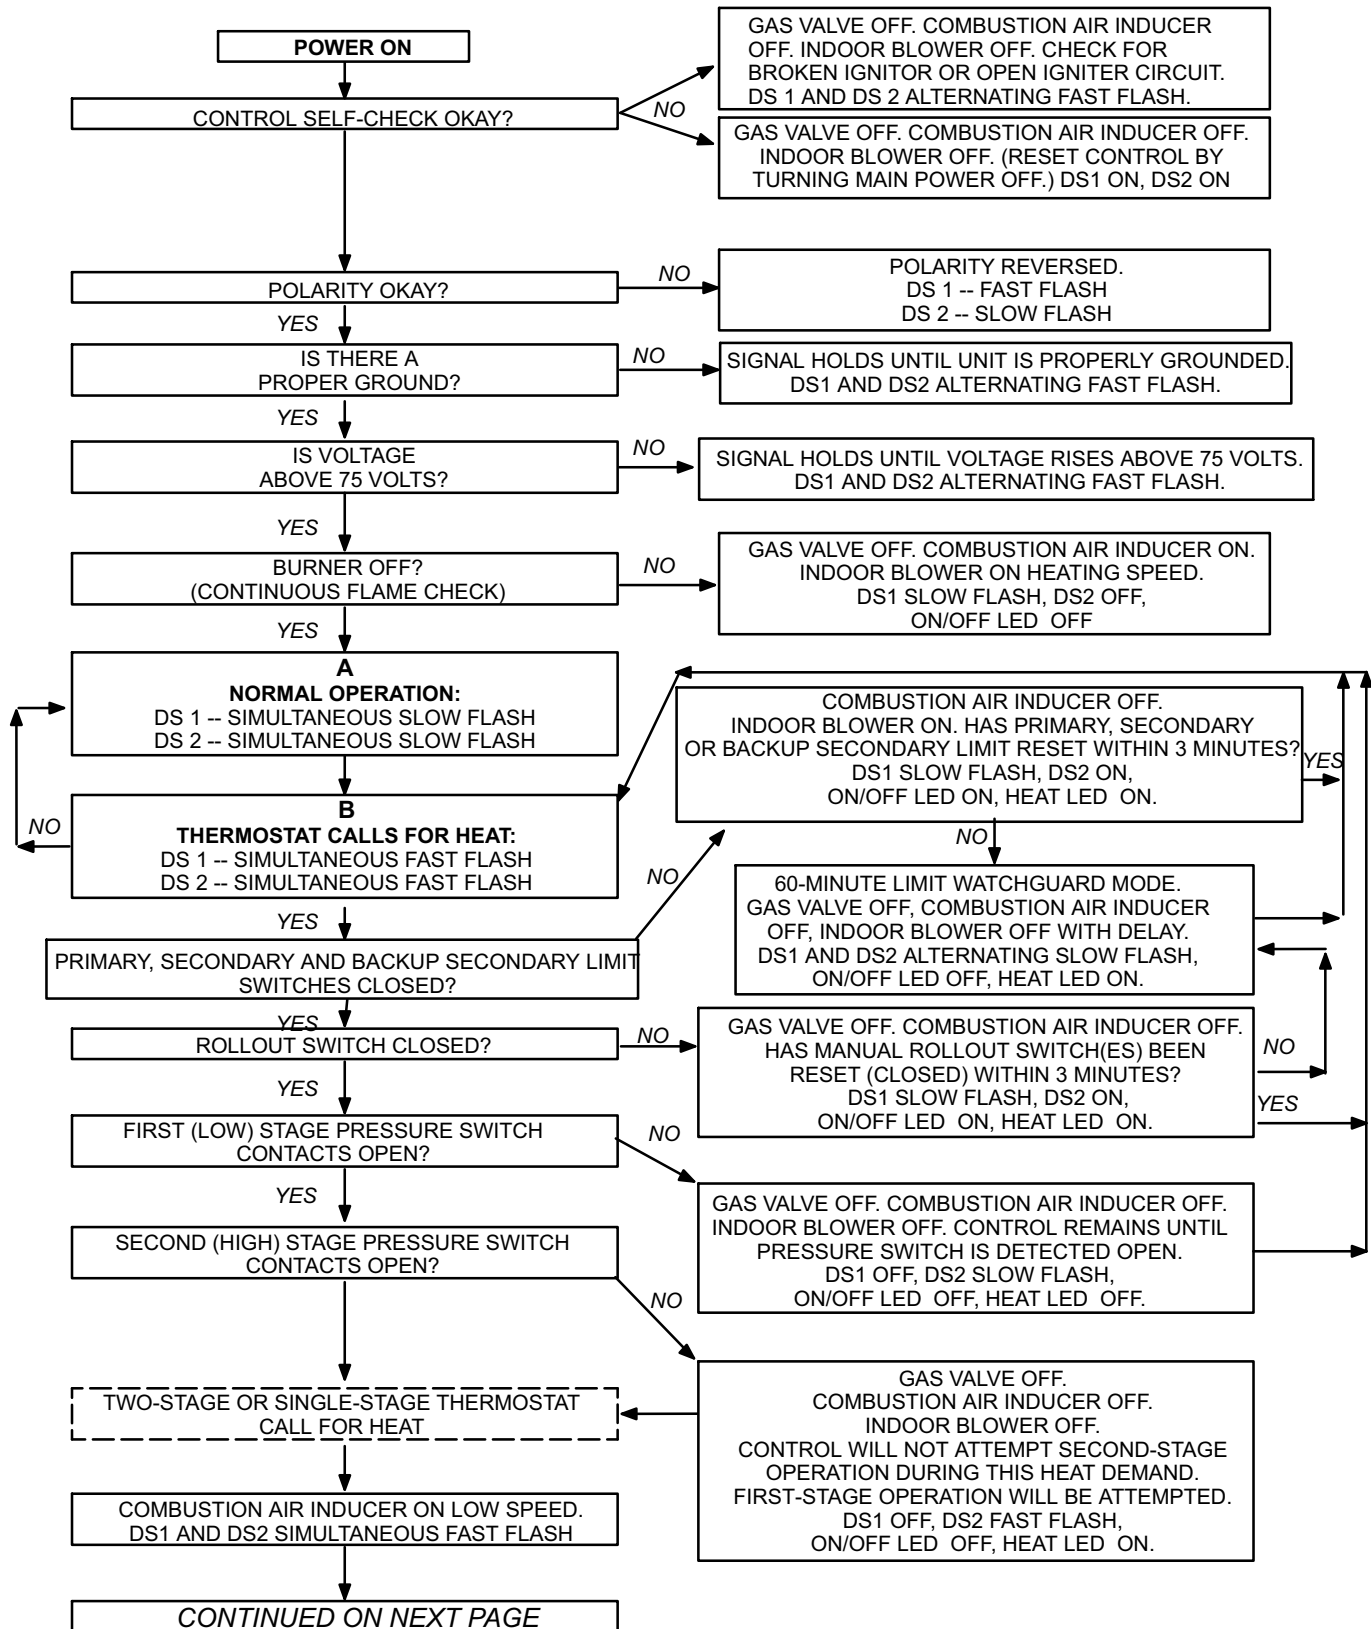 POWER ON
GAS VALVE OFF. COMBUSTION AIR INDUCER
OFF. INDOOR BLOWER OFF. CHECK FOR
BROKEN IGNITOR OR OPEN IGNITER CIRCUIT.
DS 1 AND DS 2 ALTERNATING FAST FLASH.
CONTROL SELF-CHECK OKAY?
NO
GAS VALVE OFF. COMBUSTION AIR INDUCER OFF.
INDOOR BLOWER OFF. (RESET CONTROL BY
TURNING MAIN POWER OFF.) DS1 ON, DS2 ON
POLARITY OKAY?
NO
POLARITY REVERSED.
DS 1 -- FAST FLASH
DS 2 -- SLOW FLASH
YES
IS THERE A
PROPER GROUND?
NO
SIGNAL HOLDS UNTIL UNIT IS PROPERLY GROUNDED.
DS1 AND DS2 ALTERNATING FAST FLASH.
YES
IS VOLTAGE
ABOVE 75 VOLTS?
NO
SIGNAL HOLDS UNTIL VOLTAGE RISES ABOVE 75 VOLTS.
DS1 AND DS2 ALTERNATING FAST FLASH.
YES
BURNER OFF?
(CONTINUOUS FLAME CHECK)
NO
GAS VALVE OFF. COMBUSTION AIR INDUCER ON.
INDOOR BLOWER ON HEATING SPEED.
DS1 SLOW FLASH, DS2 OFF,
ON/OFF LED OFF
YES
A
NORMAL OPERATION:
DS 1 -- SIMULTANEOUS SLOW FLASH
DS 2 -- SIMULTANEOUS SLOW FLASH
COMBUSTION AIR INDUCER OFF.
INDOOR BLOWER ON. HAS PRIMARY, SECONDARY
OR BACKUP SECONDARY LIMIT RESET WITHIN 3 MINUTES?
DS1 SLOW FLASH, DS2 ON,
ON/OFF LED ON, HEAT LED ON.
YES
NO
B
THERMOSTAT CALLS FOR HEAT:
DS 1 -- SIMULTANEOUS FAST FLASH
DS 2 -- SIMULTANEOUS FAST FLASH
NO
NO
60-MINUTE LIMIT WATCHGUARD MODE.
GAS VALVE OFF, COMBUSTION AIR INDUCER
OFF, INDOOR BLOWER OFF WITH DELAY.
DS1 AND DS2 ALTERNATING SLOW FLASH,
ON/OFF LED OFF, HEAT LED ON.
YES
PRIMARY, SECONDARY AND BACKUP SECONDARY LIMIT
SWITCHES CLOSED?
YES
ROLLOUT SWITCH CLOSED?
NO
GAS VALVE OFF. COMBUSTION AIR INDUCER OFF.
HAS MANUAL ROLLOUT SWITCH(ES) BEEN
RESET (CLOSED) WITHIN 3 MINUTES?
DS1 SLOW FLASH, DS2 ON,
ON/OFF LED ON, HEAT LED ON.
NO
YES
YES
FIRST (LOW) STAGE PRESSURE SWITCH
CONTACTS OPEN?
NO
GAS VALVE OFF. COMBUSTION AIR INDUCER OFF.
INDOOR BLOWER OFF. CONTROL REMAINS UNTIL
PRESSURE SWITCH IS DETECTED OPEN.
DS1 OFF, DS2 SLOW FLASH,
ON/OFF LED OFF, HEAT LED OFF.
YES
SECOND (HIGH) STAGE PRESSURE SWITCH
CONTACTS OPEN?
NO
GAS VALVE OFF.
COMBUSTION AIR INDUCER OFF.
INDOOR BLOWER OFF.
CONTROL WILL NOT ATTEMPT SECOND-STAGE
OPERATION DURING THIS HEAT DEMAND.
FIRST-STAGE OPERATION WILL BE ATTEMPTED.
DS1 OFF, DS2 FAST FLASH,
ON/OFF LED OFF, HEAT LED ON.
TWO-STAGE OR SINGLE-STAGE THERMOSTAT
CALL FOR HEAT
COMBUSTION AIR INDUCER ON LOW SPEED.
DS1 AND DS2 SIMULTANEOUS FAST FLASH
CONTINUED ON NEXT PAGE